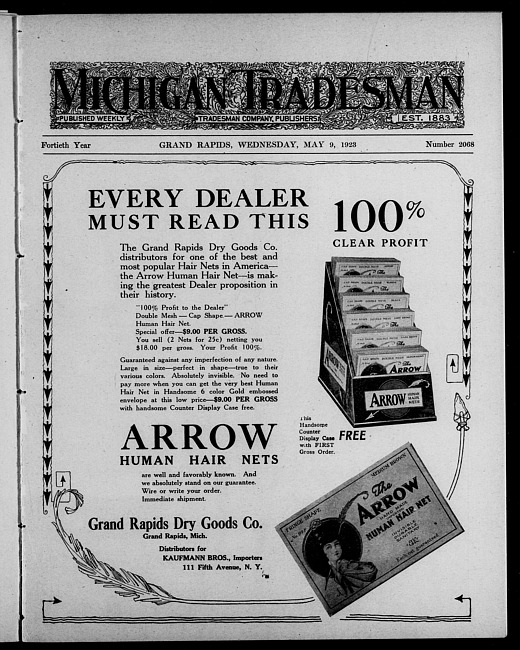 MICHIGAN TRADESMAN
PUBLISHED WEEKLY TRADESMAN COMPANY, PUBLISHERS EST. 1883
Fortieth Year GRAND RAPIDS, WEDNESDAY, MAY 9, 1923 Number 2068
EVERY DEALER
MUST READ THIS
100%
CLEAR PROFIT
The Grand Rapids Dry Goods Co.
distributors for one of the best and
most popular Hair Nets in America—
the Arrow Human Hair Net—is mak-
ing the greatest Dealer proposition in
their history.
"100% Profit to the Dealer"
Double Mesh — Cap Shape — ARROW
Human Hair Net.
Special offer—$9.00 PER GROSS.
You sell (2 Nets for 25c) netting you
$18.00 per gross. Your Profit 100%.
Guaranteed against any imperfection of any nature.
Large in size—perfect in shape—true to their
various colors. Absolutely invisible. No need to
pay more when you can get the very best Human
Hair Net in Handsome 6 color Gold embossed
envelope at this low price—$9.00 PER GROSS
with handsome Counter Display Case free.
ARROW
HUMAN HAIR NETS
are well and favorably known. And
we absolutely stand on our guarantee.
Wire or write your order.
Immediate shipment.
Grand Rapids Dry Goods Co.
Grand Rapids, Mich.
Distributors for
KAUFMANN BROS., Importers
111 Fifth Avenue, N. Y.
ARROW HUMAN HAIR NET
This
Handsome
Counter
Display Case FREE
with FIRST
Gross Order.
FRINGE SHAPE MEDIUM BROWN
The
ARROW
HUMAN HAIR NET
INVISIBLE